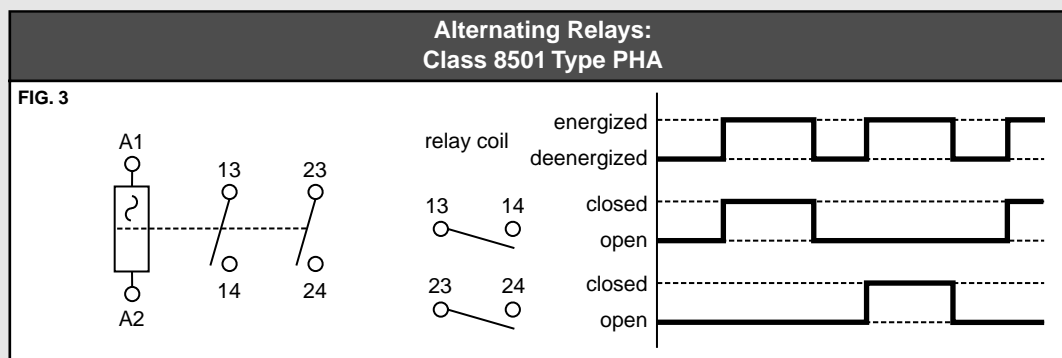 Alternating Relays:
Class 8501 Type PHA
FIG. 3
A1
13
23
14
24
A2
relay coil
energized
deenergized
13
14
closed
open
23
24
closed
open